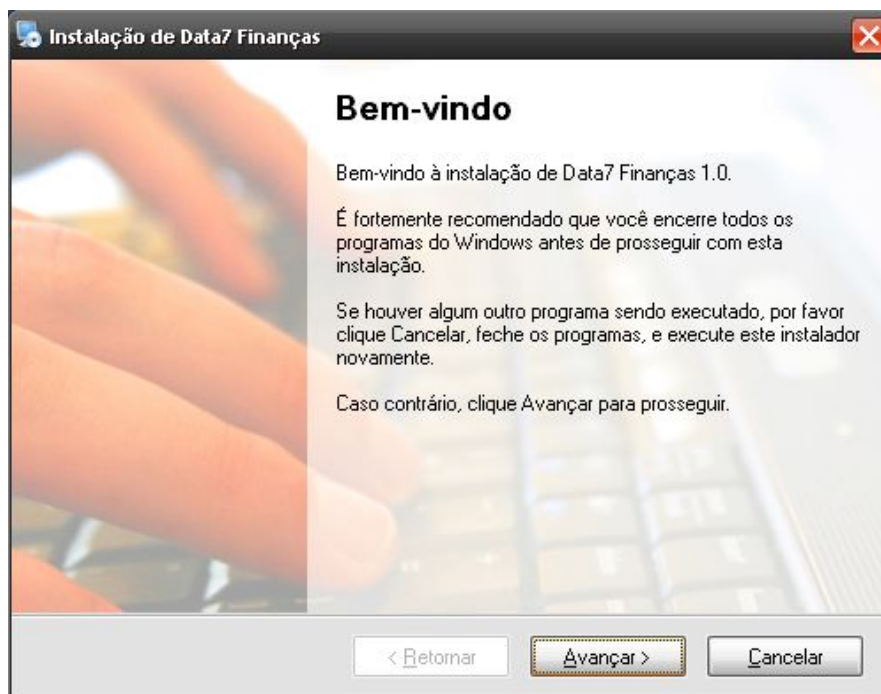 Instalação de Data7 Finanças
Bem-vindo
Bem-vindo à instalação de Data7 Finanças 1.0.
É fortemente recomendado que você encerre todos os
programas do Windows antes de prosseguir com esta
instalação.
Se houver algum outro programa sendo executado, por favor
clique Cancelar, feche os programas, e execute este instalador
novamente.
Caso contrário, clique Avançar para prosseguir.
< Retornar
Avançar >
Cancelar